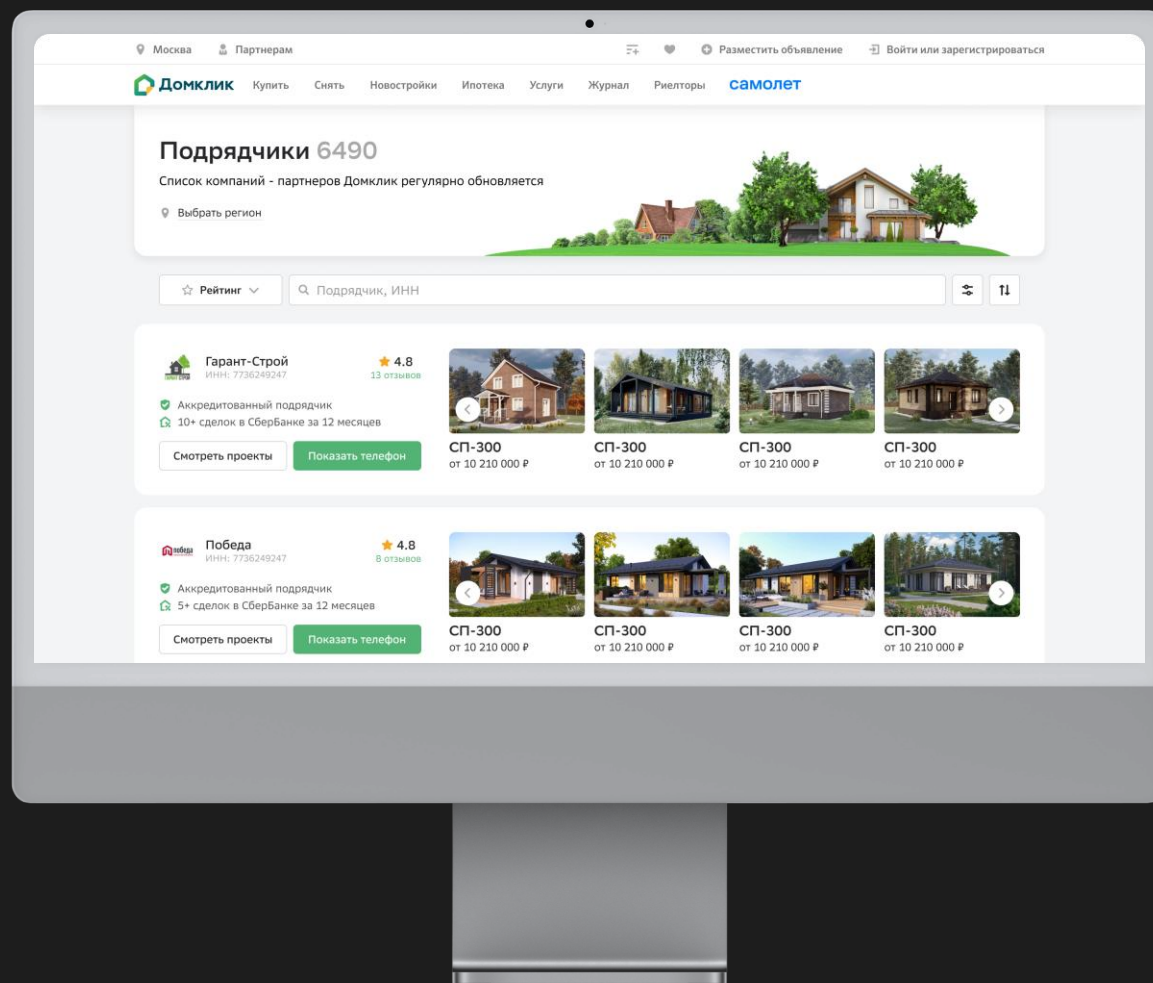 Москва Партнерам Разместить объявление Войти или зарегистрироваться
Домклик Купить Снять Новостройки Ипотека Услуги Журнал Риелторы самолет
Подрядчики 6490
Список компаний - партнеров Домклик регулярно обновляется
Выбрать регион
Рейтинг Подрядчик, ИНН
Гарант-Строй 4.8
ИНН: 7736249247 13 отзывов
Аккредитованный подрядчик
10+ сделок в СберБанке за 12 месяцев
Смотреть проекты Показать телефон
СП-300 СП-300 СП-300 СП-300
от 10 210 000 ₽ от 10 210 000 ₽ от 10 210 000 ₽ от 10 210 000 ₽
победа
Победа 4.8
ИНН: 7736249247 8 отзывов
Аккредитованный подрядчик
5+ сделок в СберБанке за 12 месяцев
Смотреть проекты Показать телефон
СП-300 СП-300 СП-300 СП-300
от 10 210 000 ₽ от 10 210 000 ₽ от 10 210 000 ₽ от 10 210 000 ₽